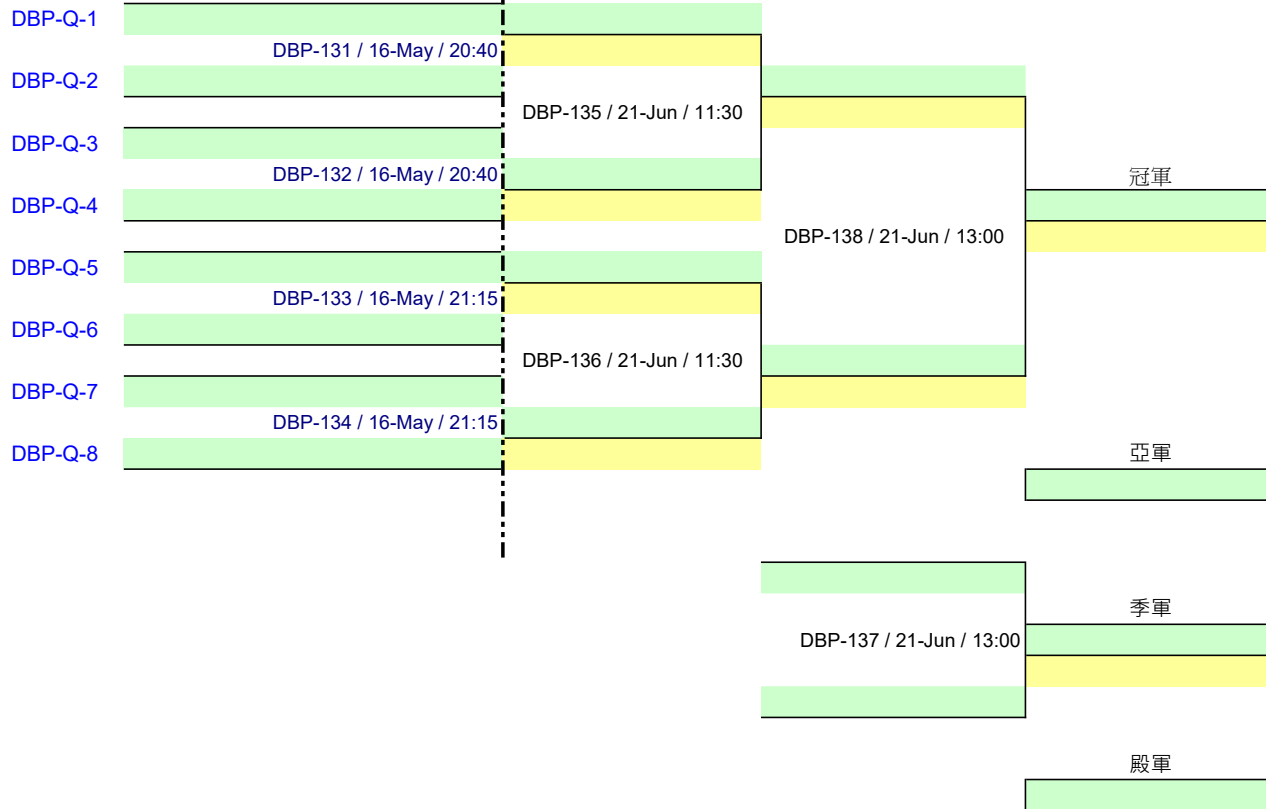 DBP-Q-1
DBP-131 / 16-May / 20:40
DBP-Q-2
DBP-135 / 21-Jun / 11:30
DBP-Q-3
DBP-132 / 16-May / 20:40
冠軍
DBP-Q-4
DBP-138 / 21-Jun / 13:00
DBP-Q-5
DBP-133 / 16-May / 21:15
DBP-Q-6
DBP-136 / 21-Jun / 11:30
DBP-Q-7
DBP-134 / 16-May / 21:15
DBP-Q-8
亞軍
季軍
DBP-137 / 21-Jun / 13:00
殿軍